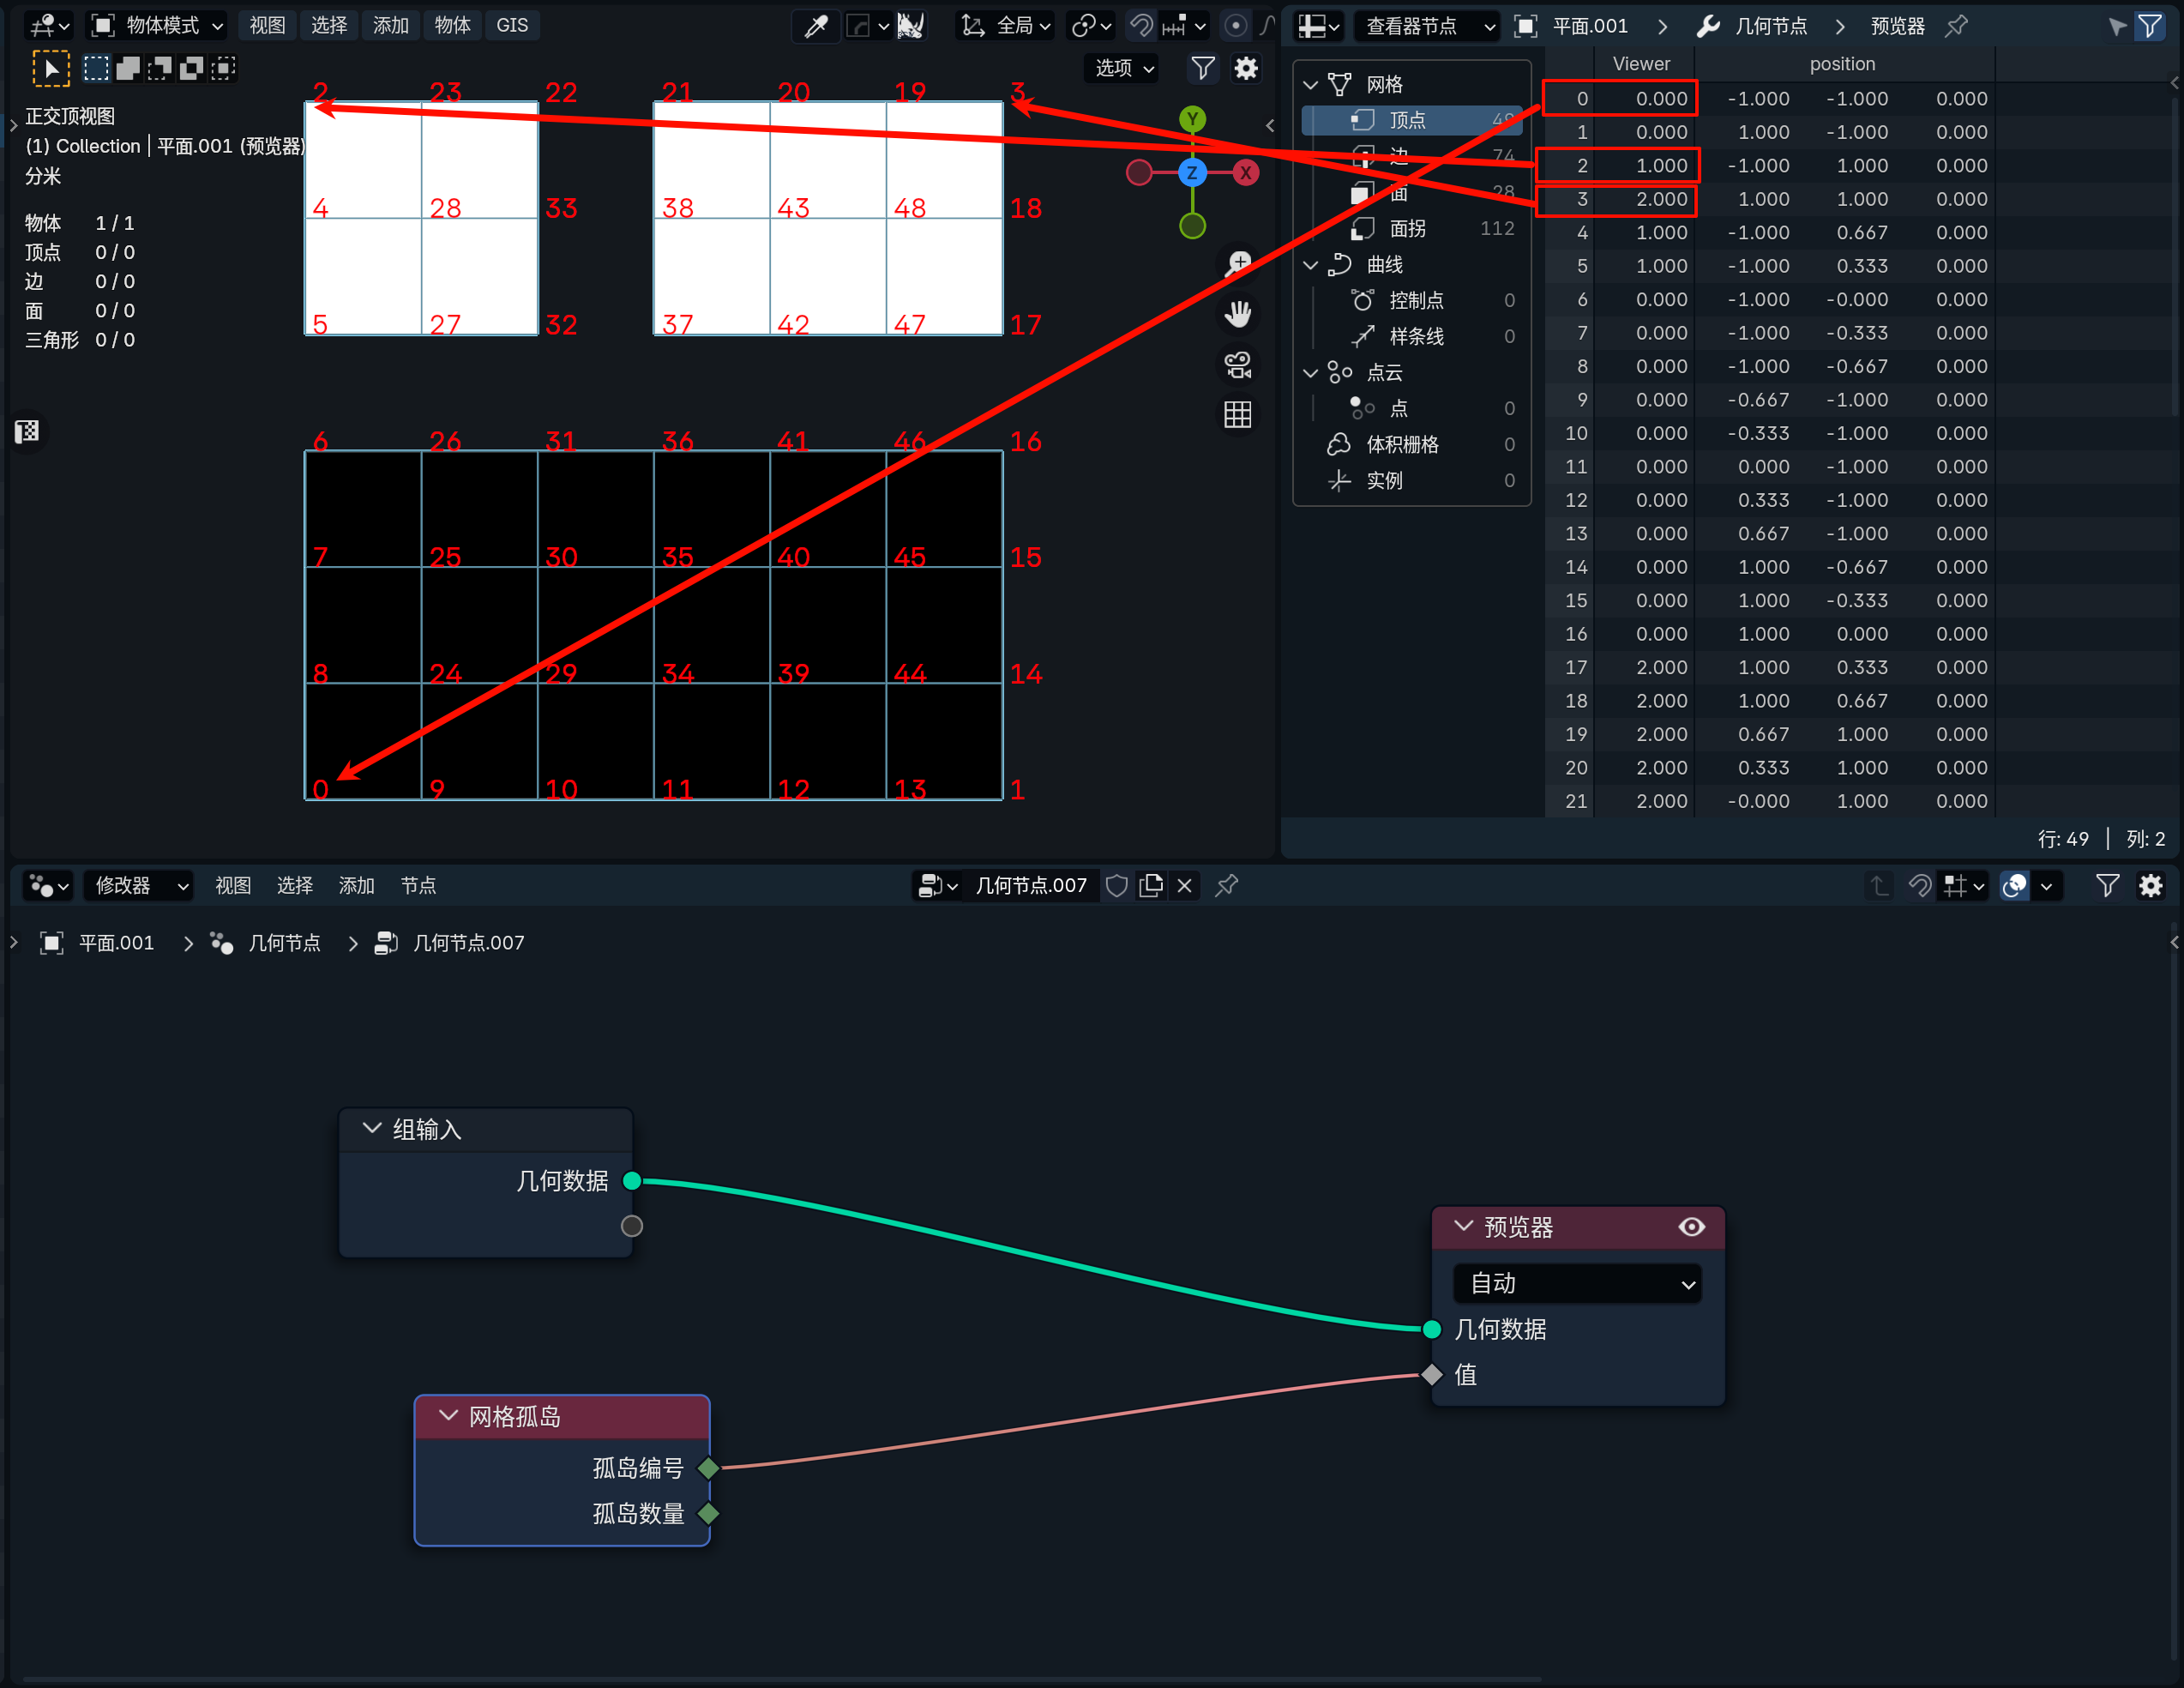 物体模式 视图 选择 添加 物体 GIS 全局
选项
正交顶视图
(1) Collection | 平面.001 (预览器)
分米
物体 1 / 1
顶点 0 / 0
边 0 / 0
面 0 / 0
三角形 0 / 0
2 23 22 21 20 19 3
4 28 33 38 43 48 18
5 27 32 37 42 47 17
6 26 31 36 41 46 16
7 25 30 35 40 45 15
8 24 29 34 39 44 14
0 9 10 11 12 13 1
Y
Z X
查看器节点 平面.001 > 几何节点 > 预览器
网格
顶点 49
边 74
面 28
面拐 112
曲线
控制点 0
样条线 0
点云
点 0
体积栅格 0
实例 0
Viewer position
0 0.000 -1.000 -1.000 0.000
1 0.000 1.000 -1.000 0.000
2 1.000 -1.000 1.000 0.000
3 2.000 1.000 1.000 0.000
4 1.000 -1.000 0.667 0.000
5 1.000 -1.000 0.333 0.000
6 0.000 -1.000 -0.000 0.000
7 0.000 -1.000 -0.333 0.000
8 0.000 -1.000 -0.667 0.000
9 0.000 -0.667 -1.000 0.000
10 0.000 -0.333 -1.000 0.000
11 0.000 0.000 -1.000 0.000
12 0.000 0.333 -1.000 0.000
13 0.000 0.667 -1.000 0.000
14 0.000 1.000 -0.667 0.000
15 0.000 1.000 -0.333 0.000
16 0.000 1.000 0.000 0.000
17 2.000 1.000 0.333 0.000
18 2.000 1.000 0.667 0.000
19 2.000 0.667 1.000 0.000
20 2.000 0.333 1.000 0.000
21 2.000 -0.000 1.000 0.000
行: 49 | 列: 2
修改器 视图 选择 添加 节点 几何节点.007
平面.001 > 几何节点 > 几何节点.007
组输入
几何数据
预览器
自动
几何数据
值
网格孤岛
孤岛编号
孤岛数量